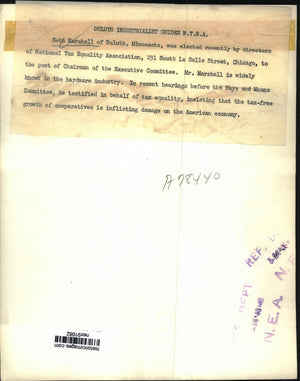 DULUTH INDUSTRIALIST GUIDES N.T.E.A.
Seth Marshall of Duluth, Minnesota, was elected recently by directors
of National Tax Equality Association, 231 South La Salle Street, Chicago, to
the post of Chairman of the Executive Committee. Mr. Marshall is widely
known in the hardware industry. In recent hearings before the Ways and Means
Committee, he testified in behalf of tax equality, insisting that the tax-free
growth of cooperatives is inflicting damage on the American economy.
A78440
REF.
DEPT
N.E.A
N.E.
hismages.com